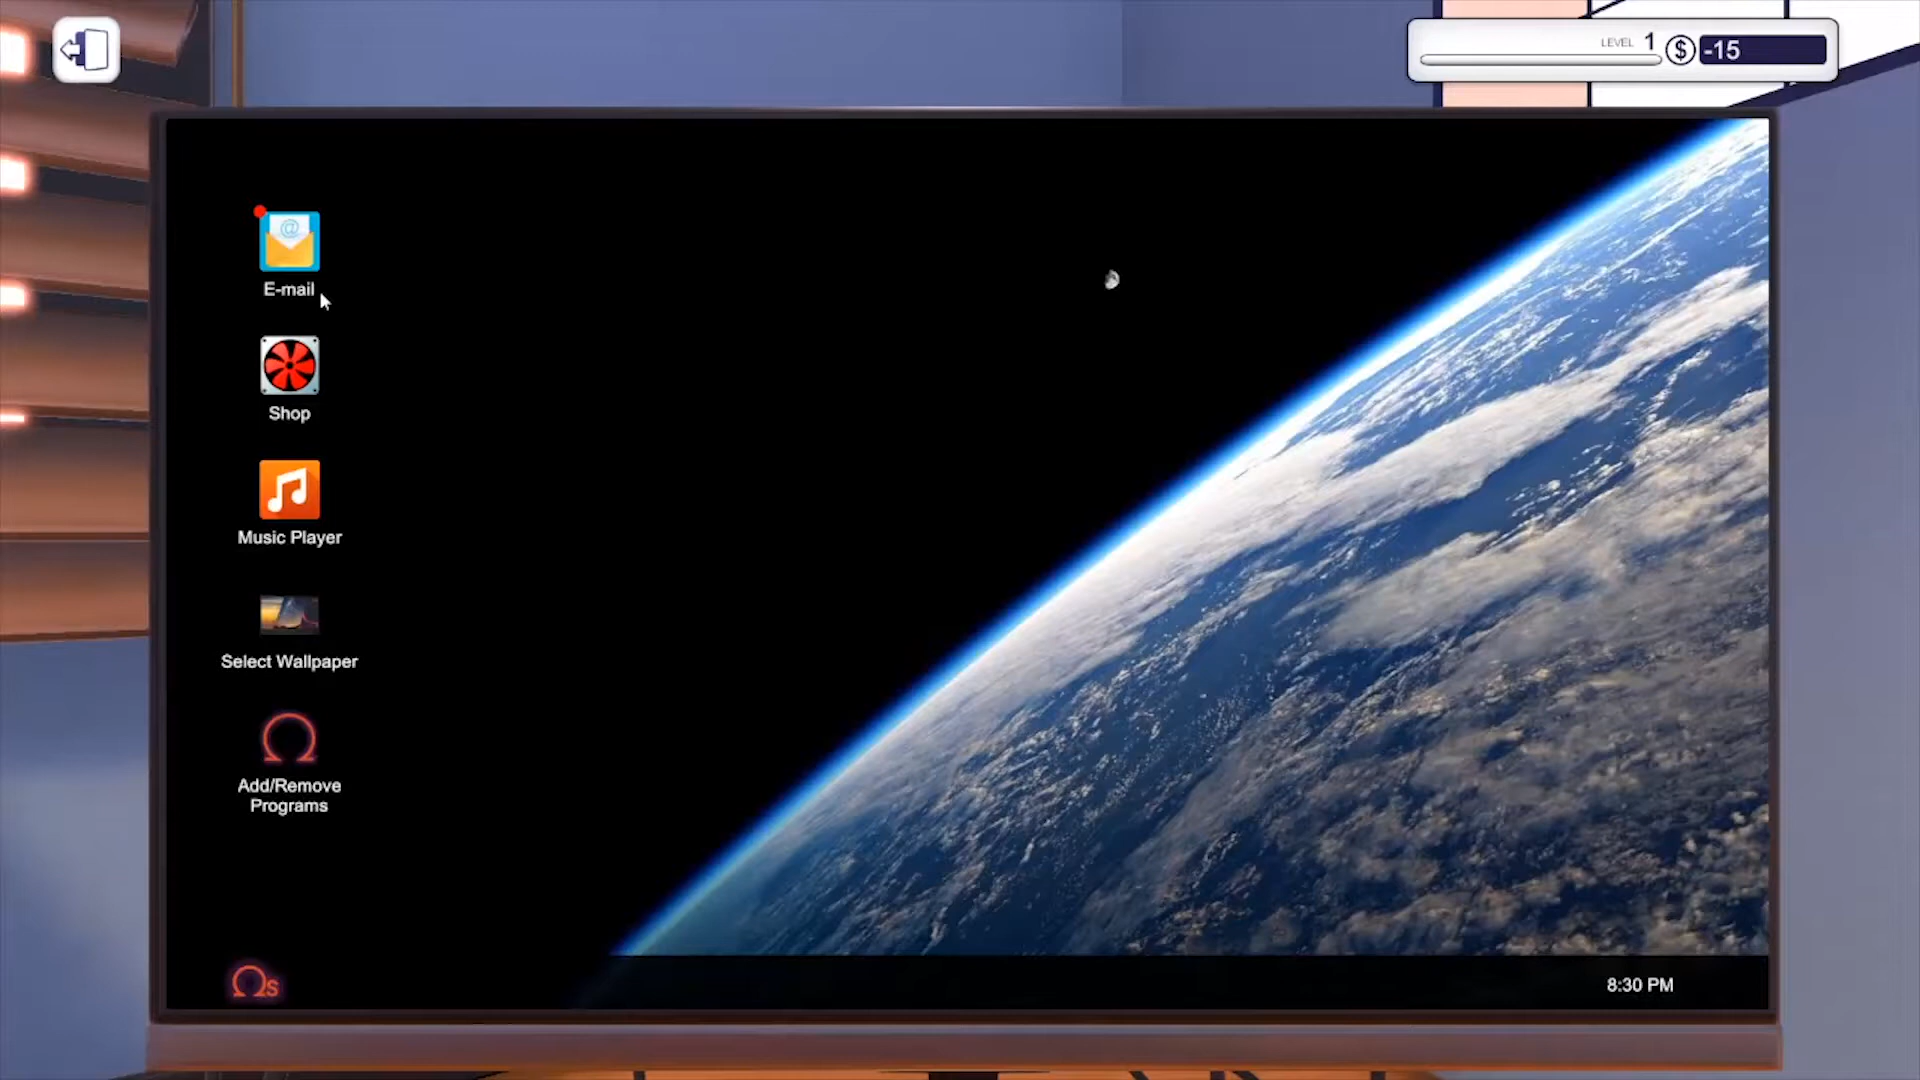 LEVEL 1 $ -15
E-mail
Shop
Music Player
Select Wallpaper
Add/Remove
Programs
Ωs
8:30 PM